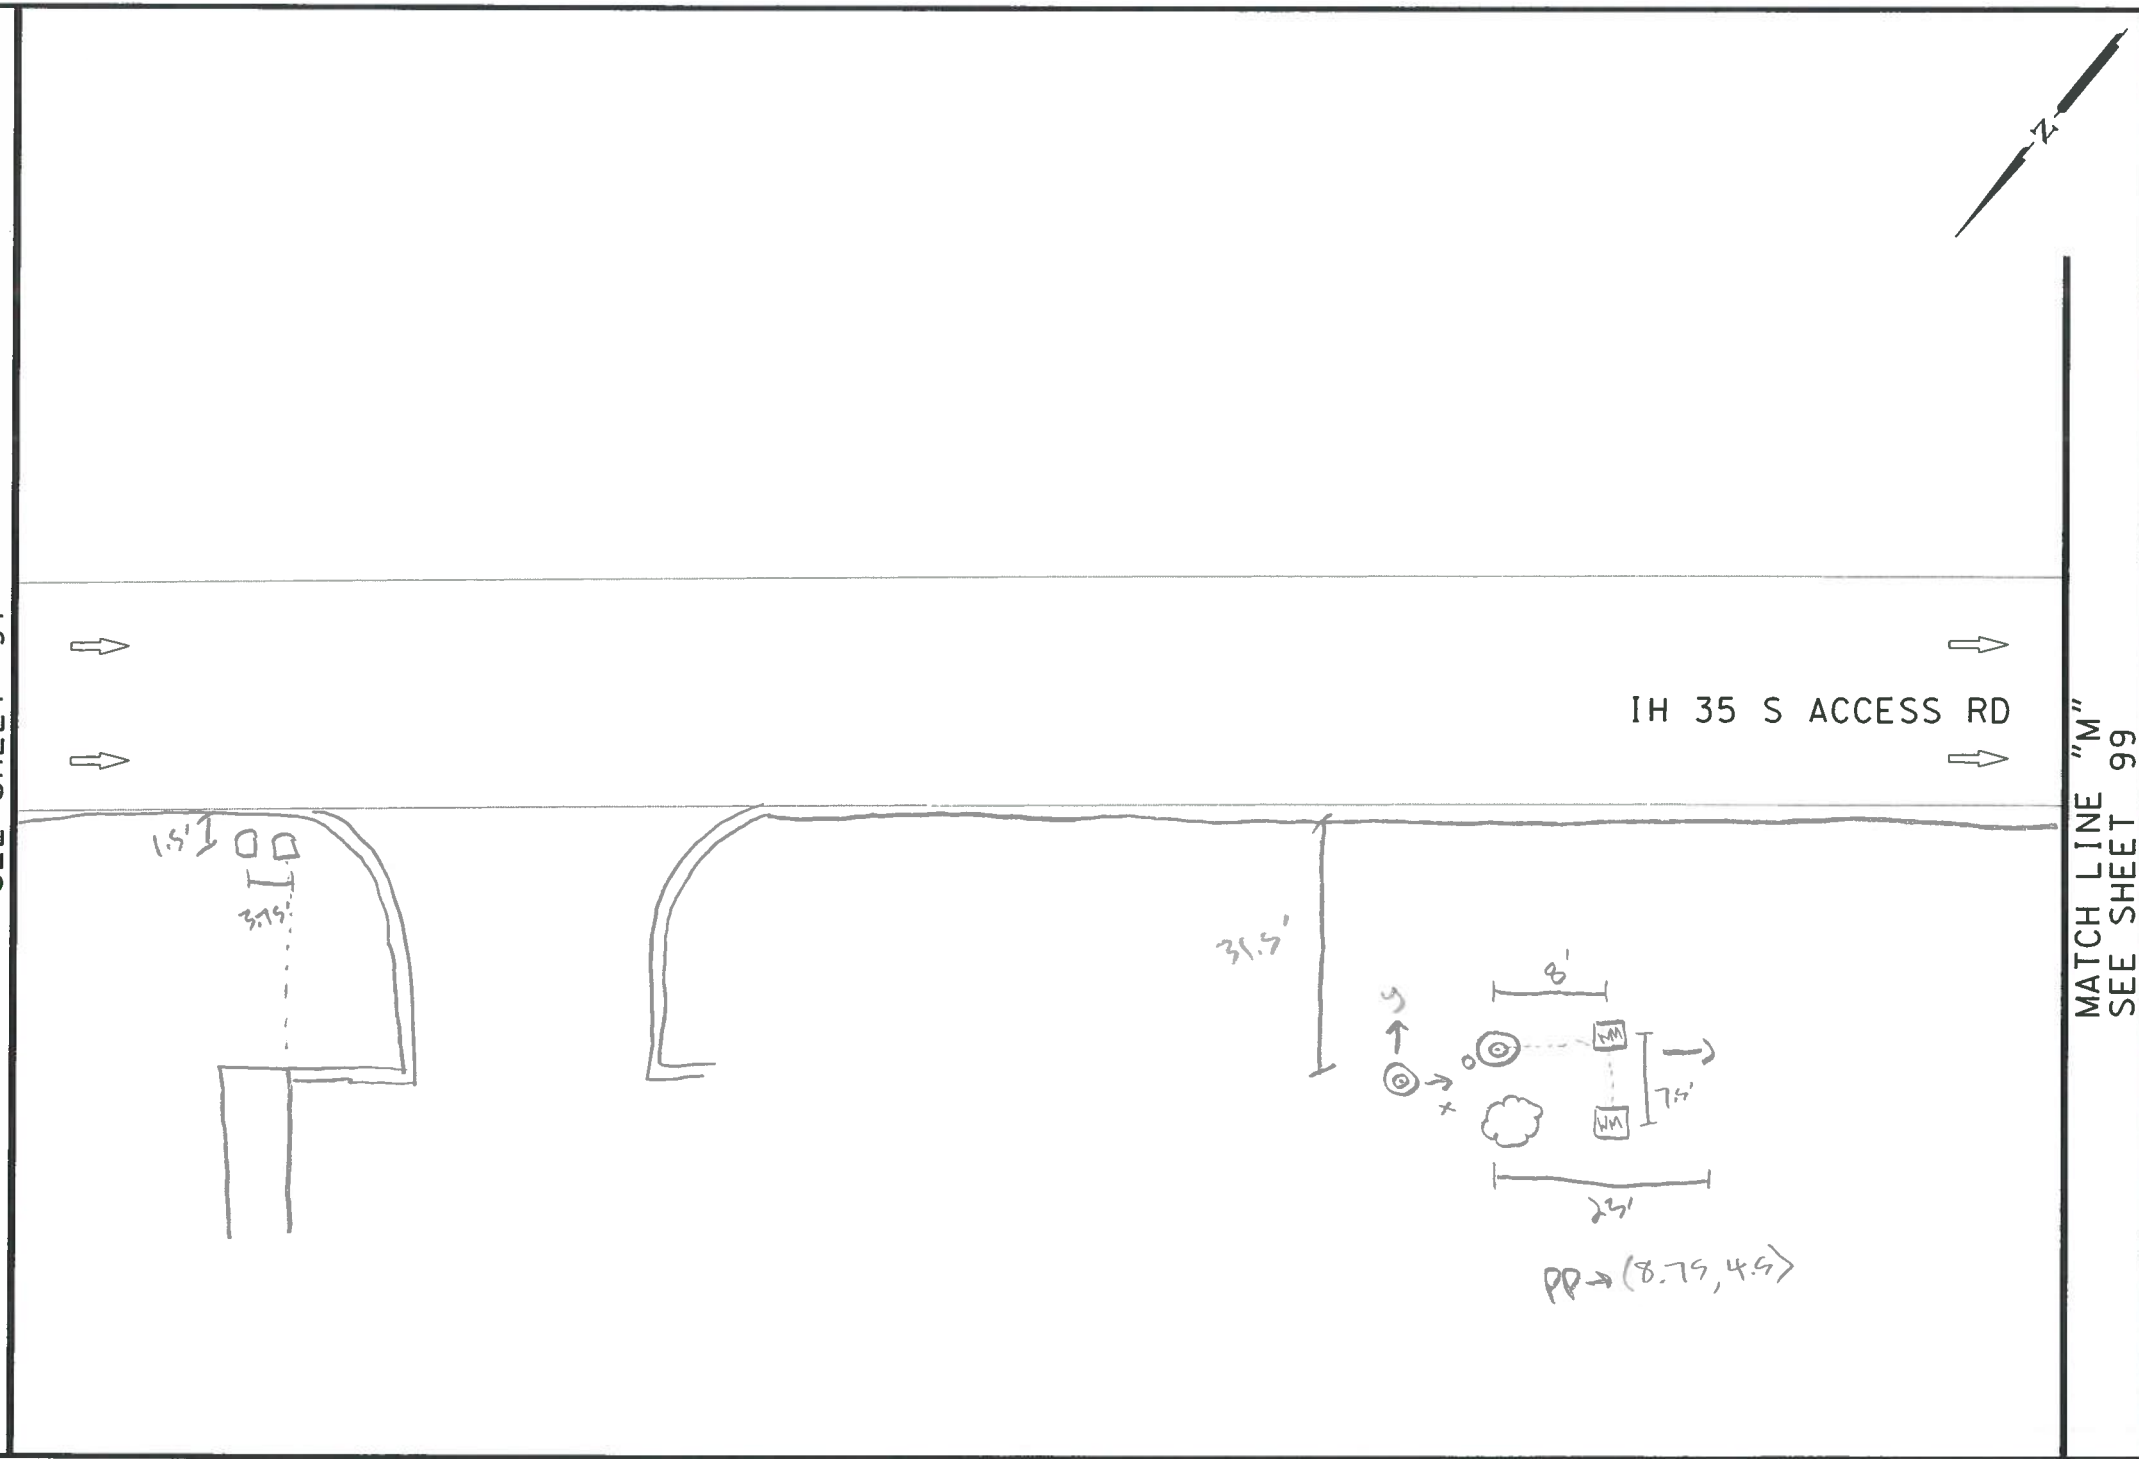 N
IH 35 S ACCESS RD
MATCH LINE "M"
SEE SHEET 99
1.5'
3.75'
31.5'
y
x
8'
WM
WM
7.5'
23'
PP→(8.75, 4.5)